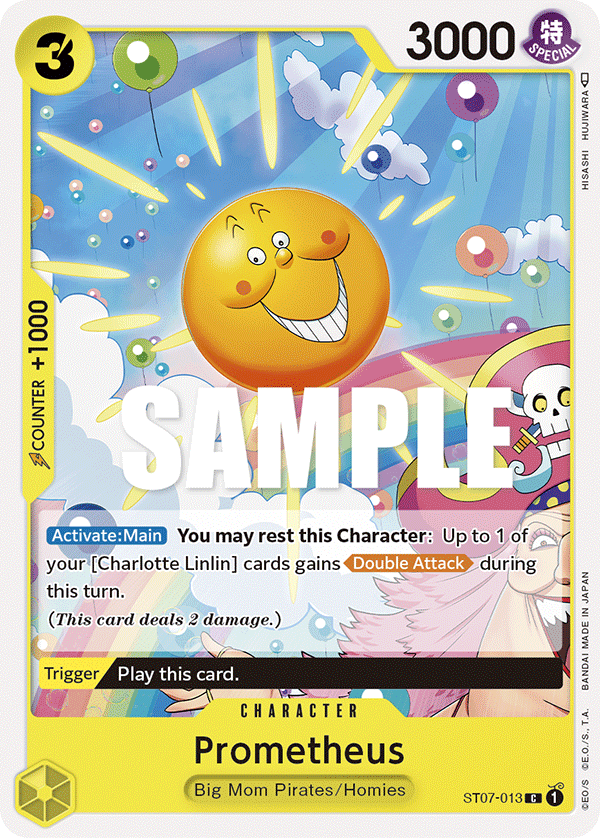 3
3000
特
SPECIAL
HISASHI HUJIWARA
COUNTER +1000
SAMPLE
Activate:Main You may rest this Character: Up to 1 of
your [Charlotte Linlin] cards gains Double Attack during
this turn.
(This card deals 2 damage.)
Trigger Play this card.
CHARACTER
Prometheus
Big Mom Pirates/Homies
ST07-013 C 1
©E.O/S ©E.O./S., T.A. BANDAI MADE IN JAPAN